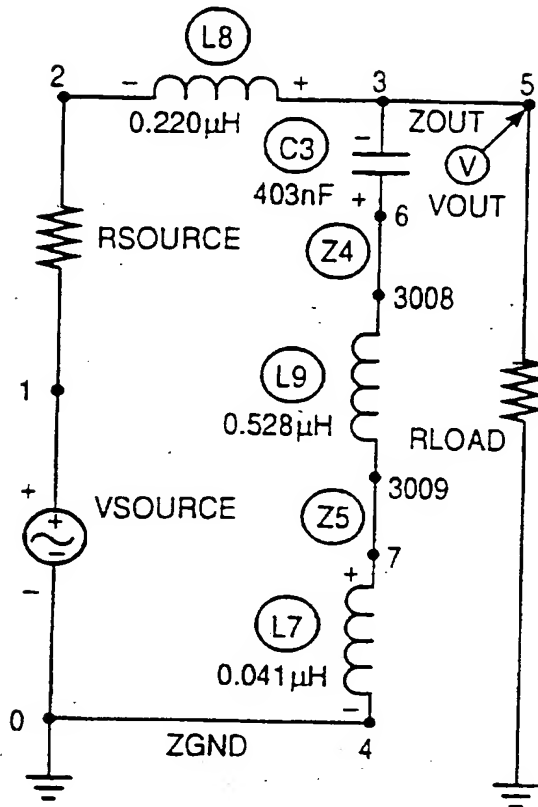 L8
2 - + 3 5
0.220µH
ZOUT
- C3
V
403nF
+ 6
VOUT
RSOURCE
Z4
3008
1
L9
0.528µH
RLOAD
+
3009
VSOURCE
+
-
Z5
7
-
+
L7
0.041µH
0
-
ZGND
4